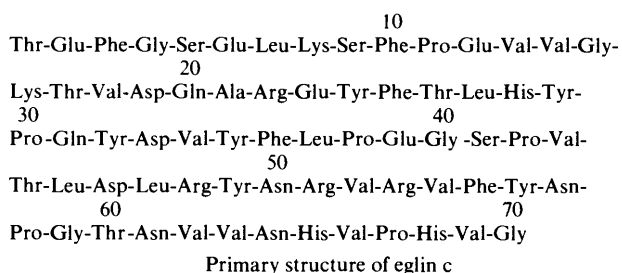 10
Thr-Glu-Phe-Gly-Ser-Glu-Leu-Lys-Ser-Phe-Pro-Glu-Val-Val-Gly-
20
Lys-Thr-Val-Asp-Gln-Ala-Arg-Glu-Tyr-Phe-Thr-Leu-His-Tyr-
30 40
Pro-Gln-Tyr-Asp-Val-Tyr-Phe-Leu-Pro-Glu-Gly -Ser-Pro-Val-
50
Thr-Leu-Asp-Leu-Arg-Tyr-Asn-Arg-Val-Arg-Val-Phe-Tyr-Asn-
60 70
Pro-Gly-Thr-Asn-Val-Val-Asn-His-Val-Pro-His-Val-Gly
Primary structure of eglin c